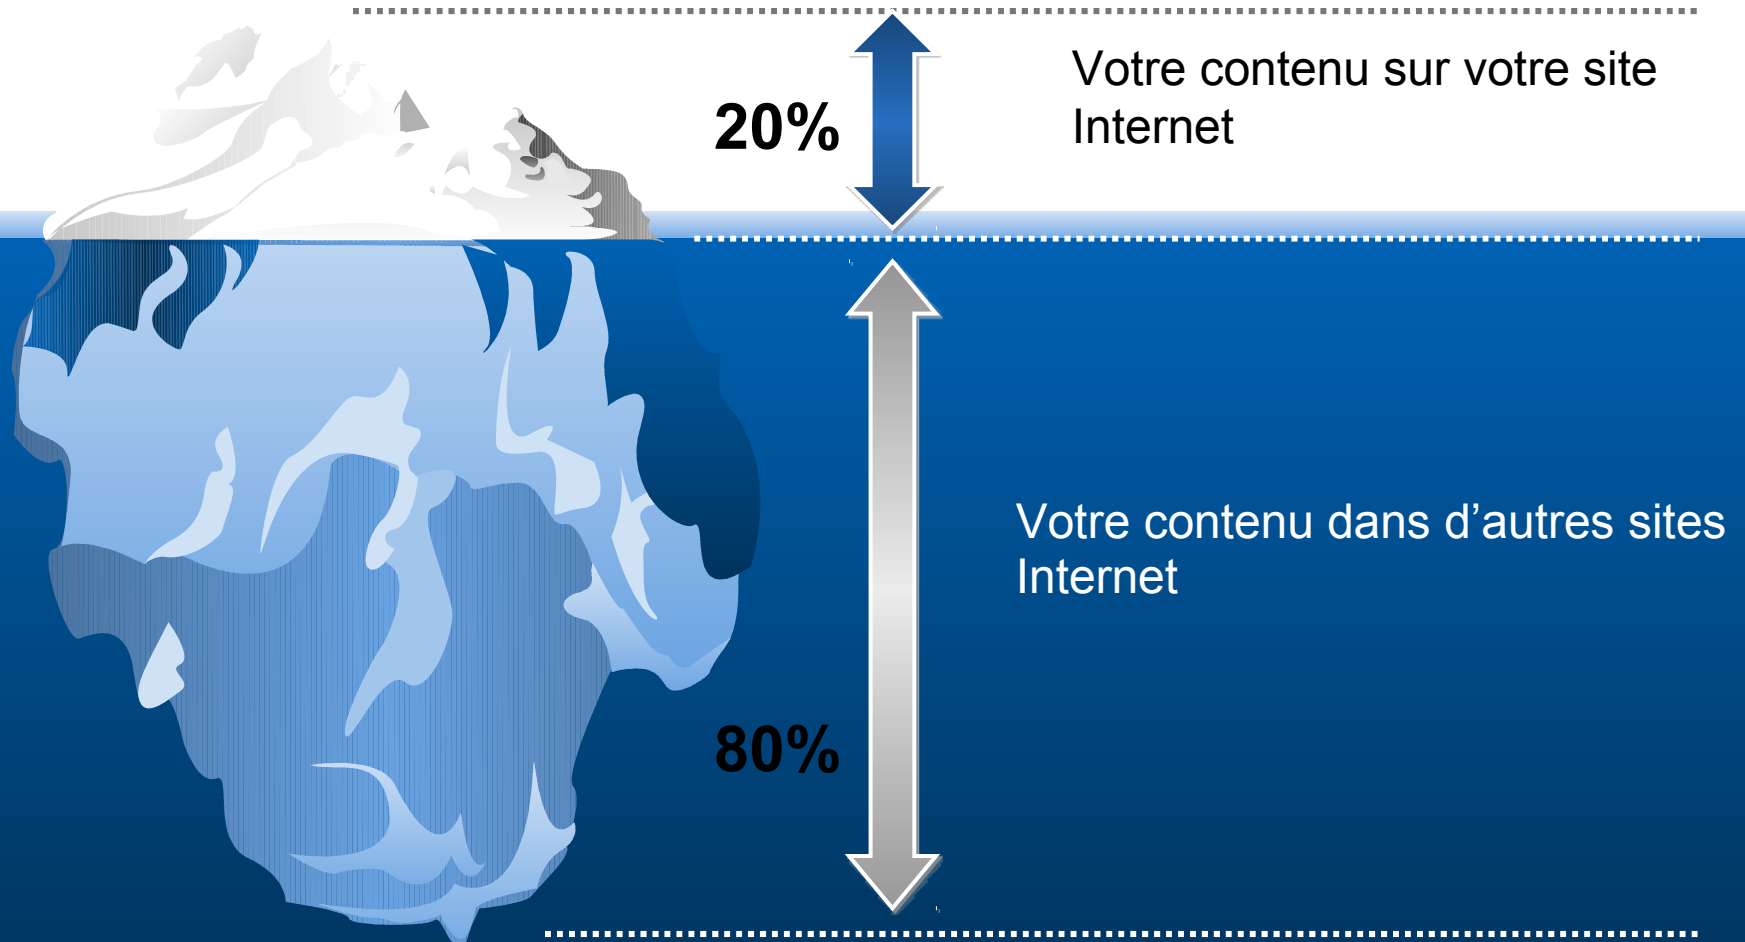 Votre contenu sur votre site
Internet
20%
Votre contenu dans d’autres sites
Internet
80%